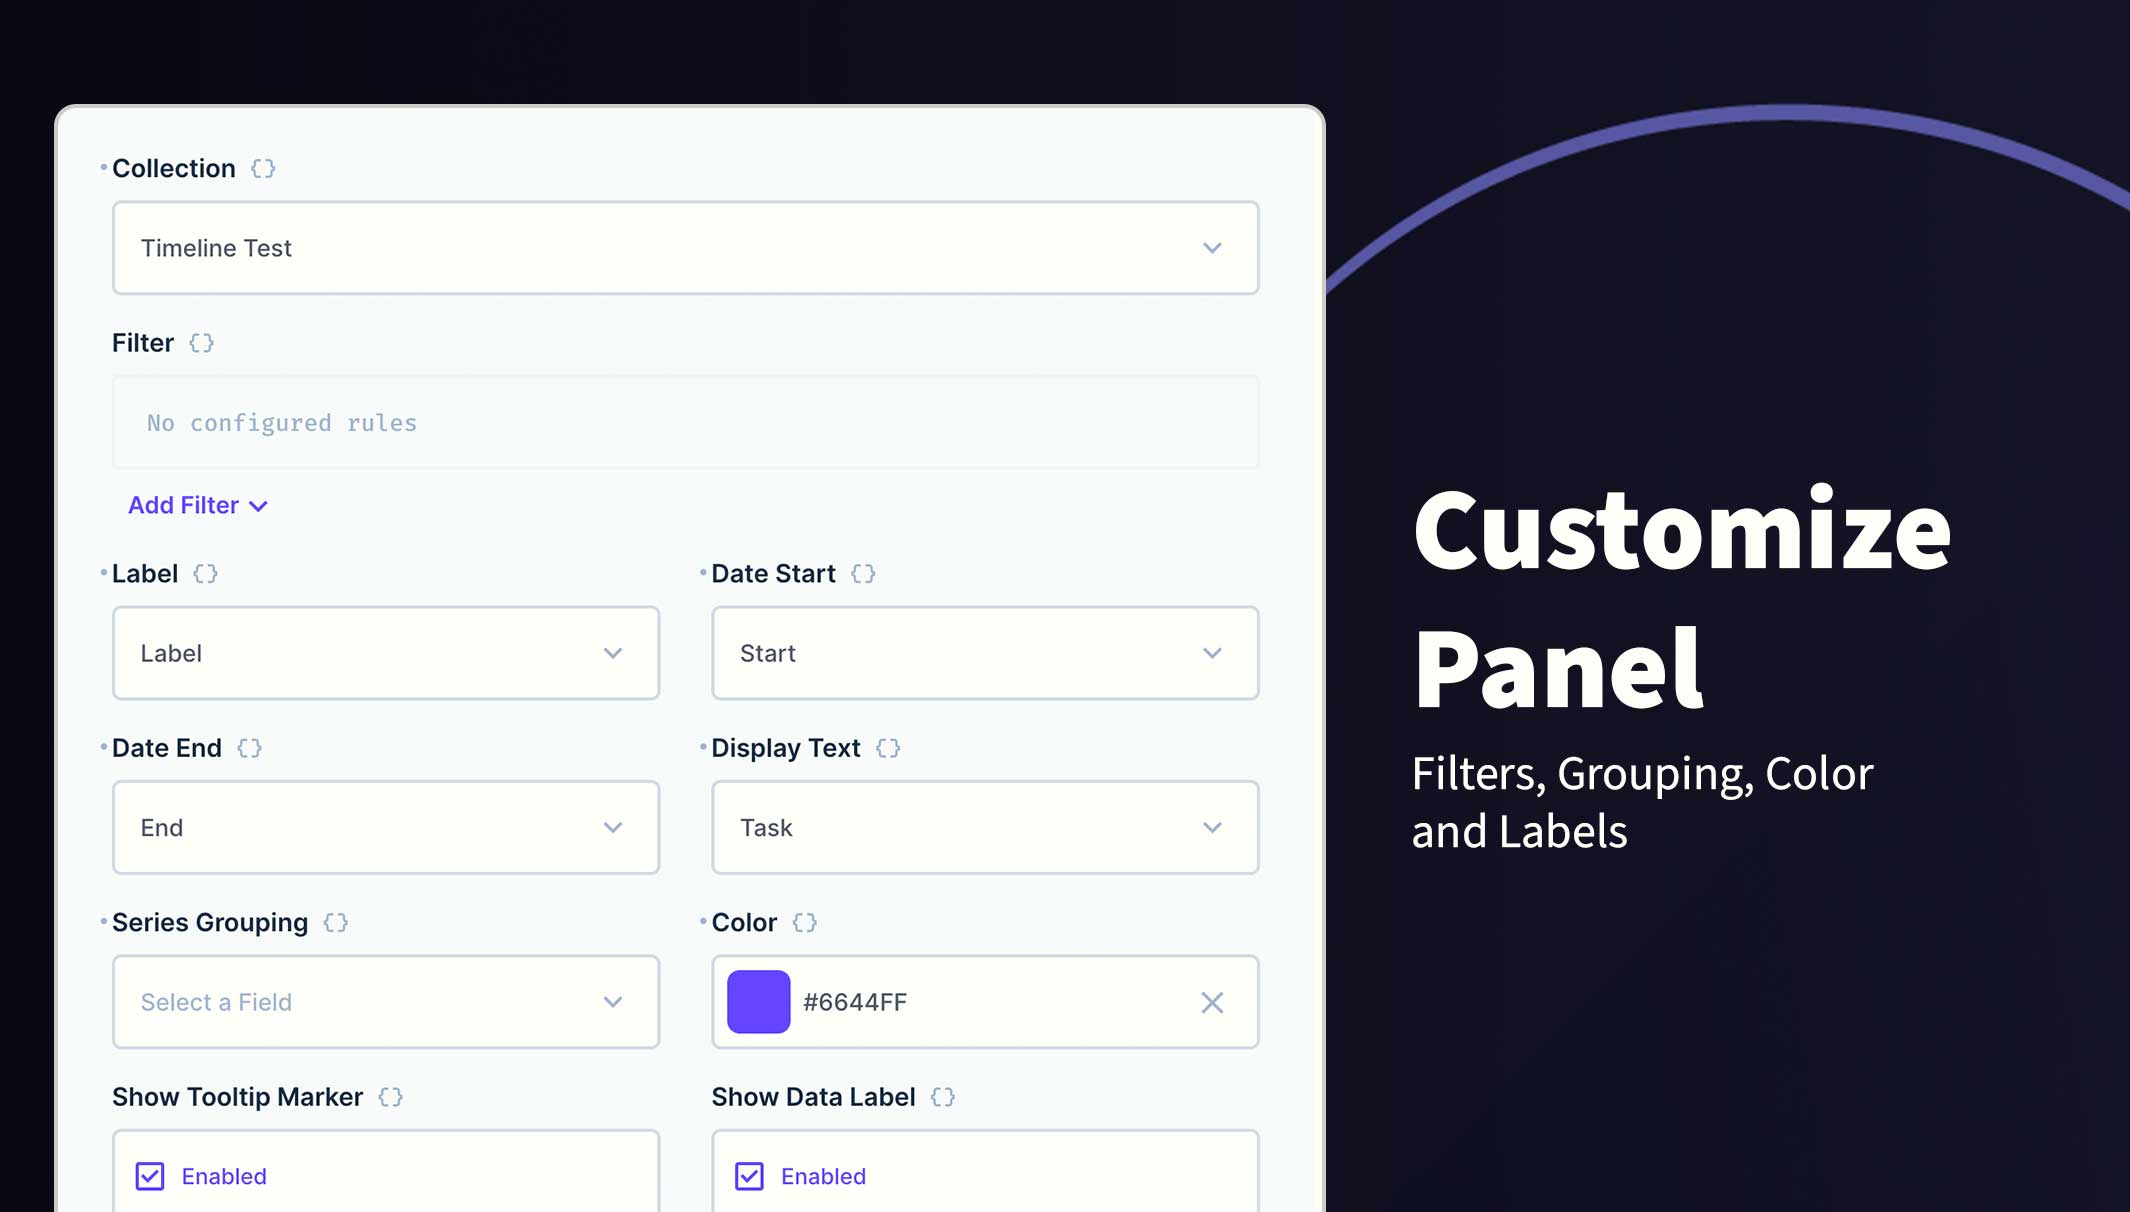 Collection {}
Timeline Test
Filter {}
No configured rules
Add Filter
Label {}
Date Start {}
Label
Start
Date End {}
Display Text {}
End
Task
Series Grouping {}
Color {}
Select a Field
#6644FF
Show Tooltip Marker {}
Show Data Label {}
Enabled
Enabled
Customize
Panel
Filters, Grouping, Color
and Labels